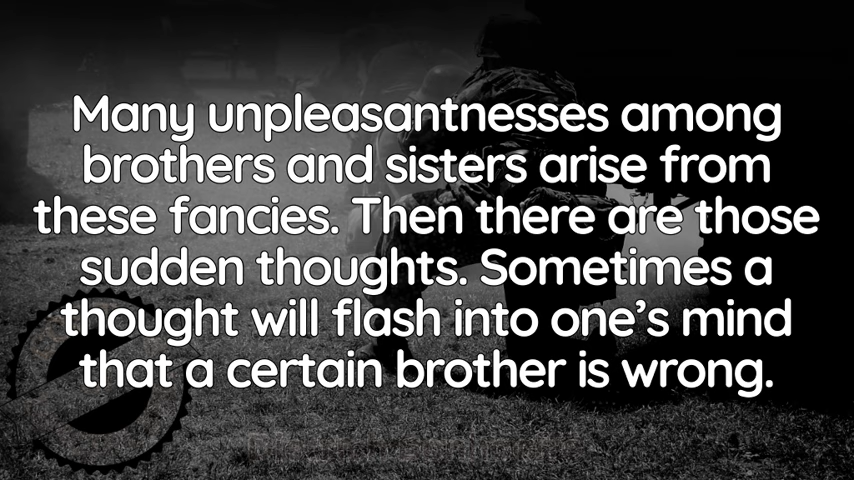 Many unpleasantnesses among
brothers and sisters arise from
these fancies. Then there are those
sudden thoughts. Sometimes a
thought will flash into one’s mind
that a certain brother is wrong.